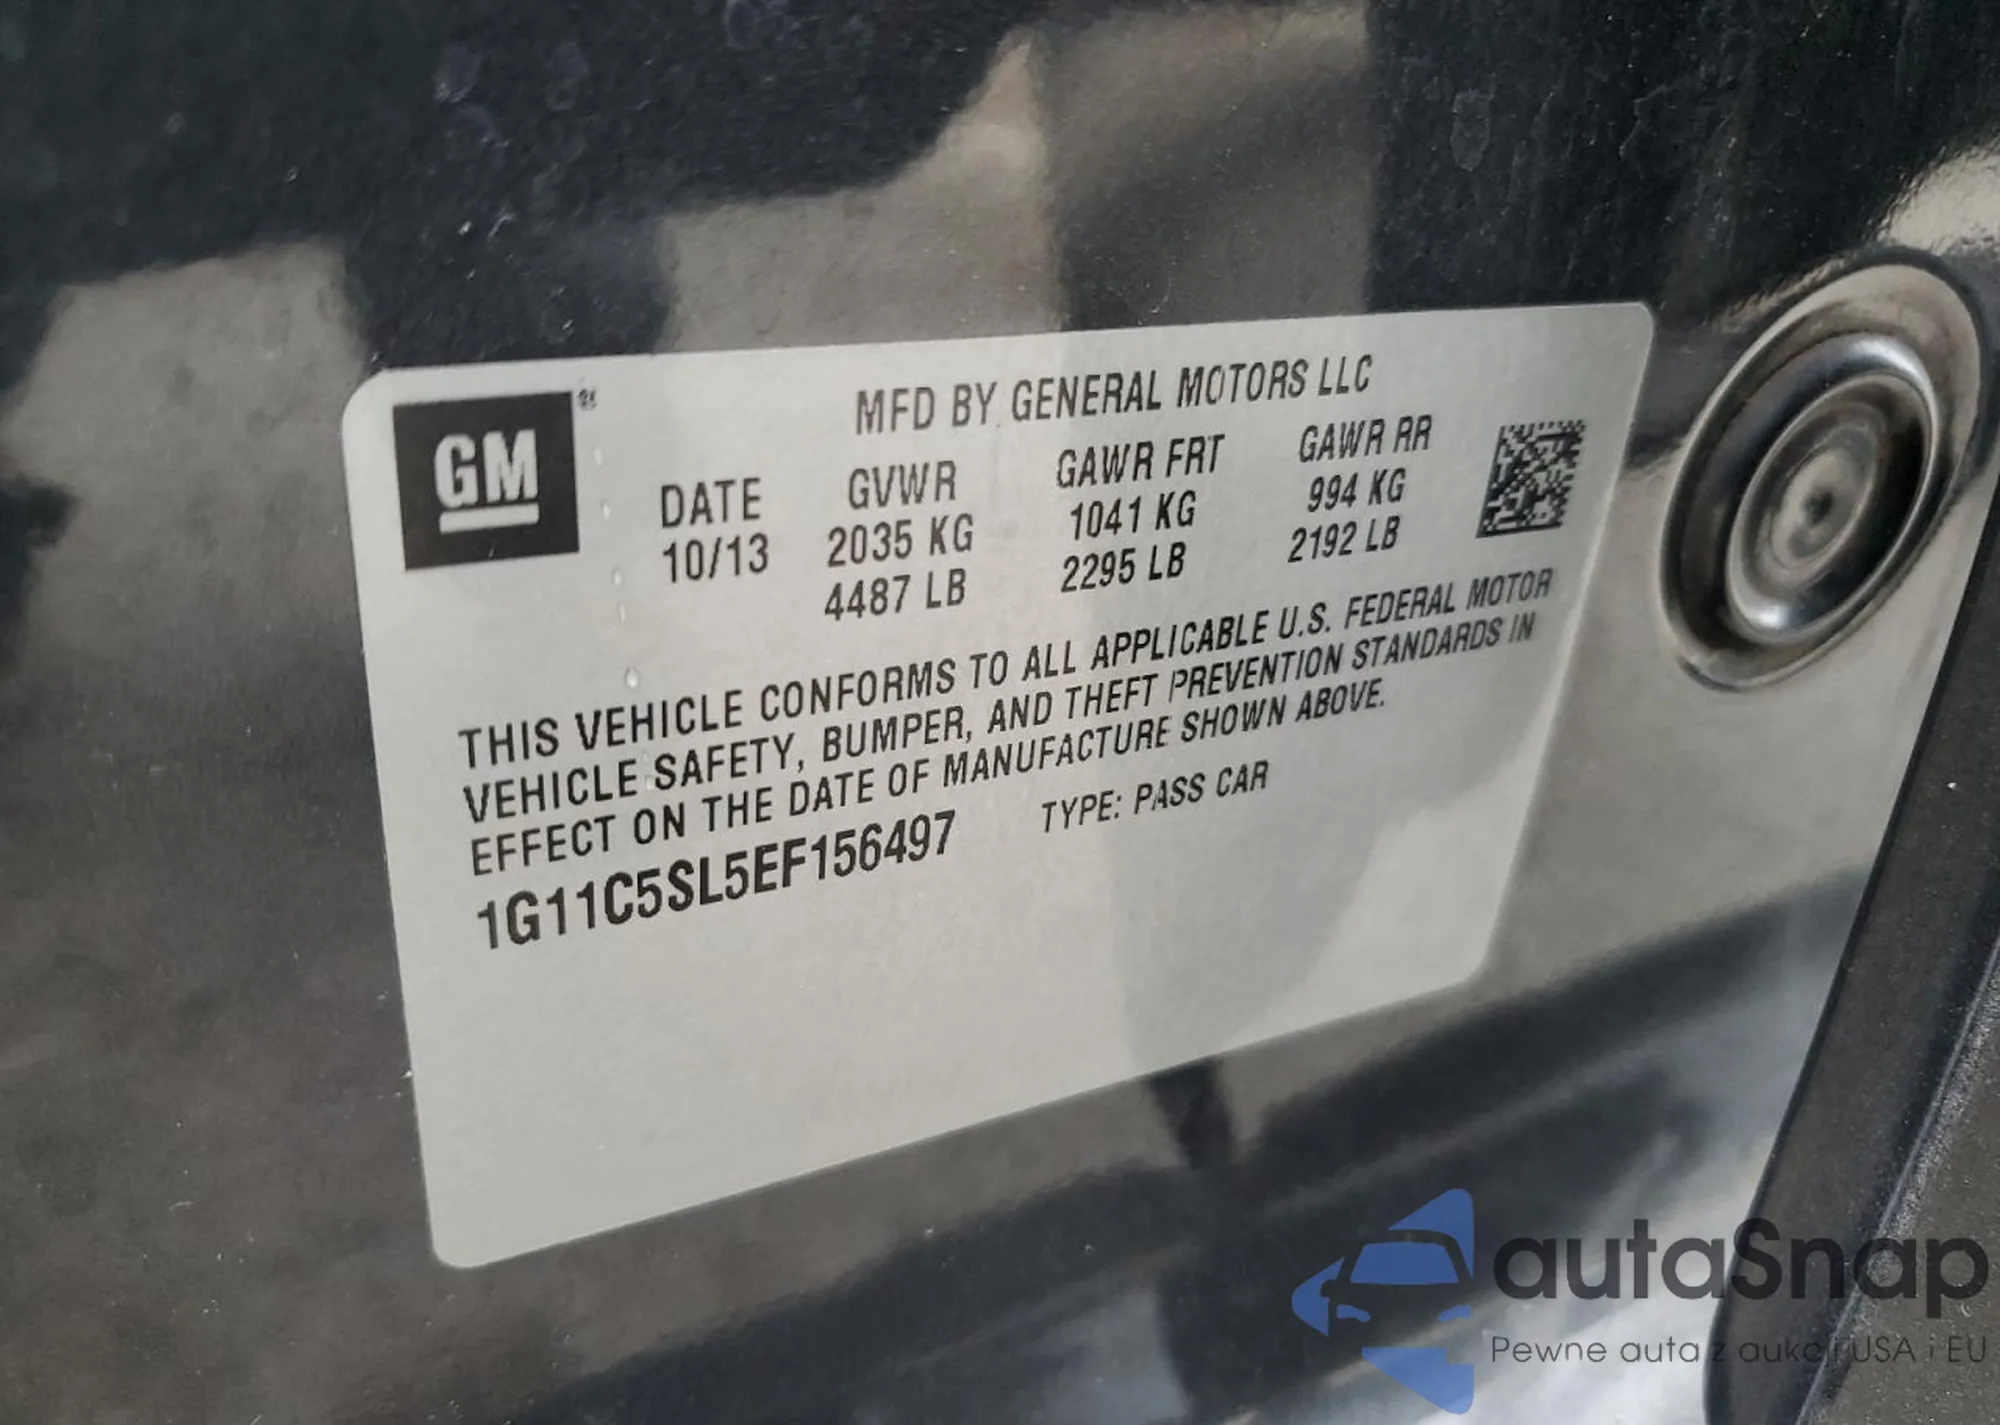 GM
MFD BY GENERAL MOTORS LLC
DATE GVWR GAWR FRT GAWR RR
10/13 2035 KG 1041 KG 994 KG
4487 LB 2295 LB 2192 LB
THIS VEHICLE CONFORMS TO ALL APPLICABLE U.S. FEDERAL MOTOR
VEHICLE SAFETY, BUMPER, AND THEFT PREVENTION STANDARDS IN
EFFECT ON THE DATE OF MANUFACTURE SHOWN ABOVE.
1G11C5SL5EF156497 TYPE: PASS CAR
autaSnap
Pewne auta z aukcji USA i EU